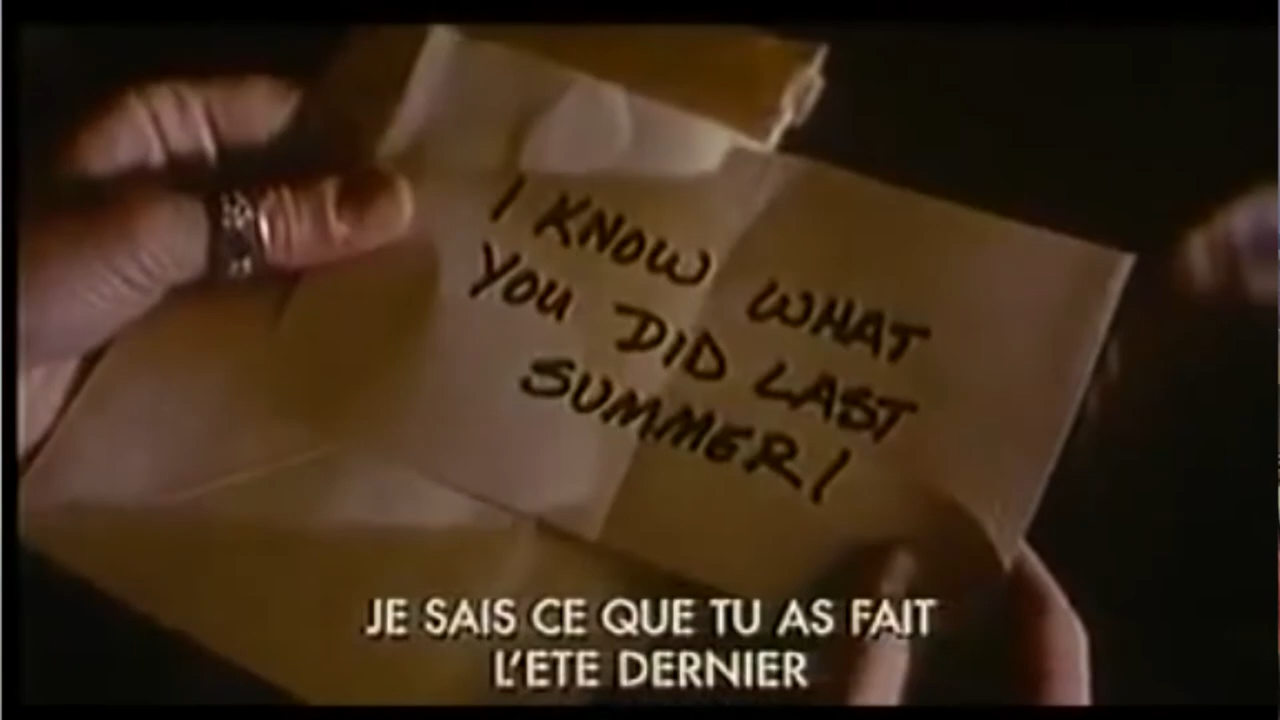 I KNOW WHAT
YOU DID LAST
SUMMER!
JE SAIS CE QUE TU AS FAIT
L'ETE DERNIER